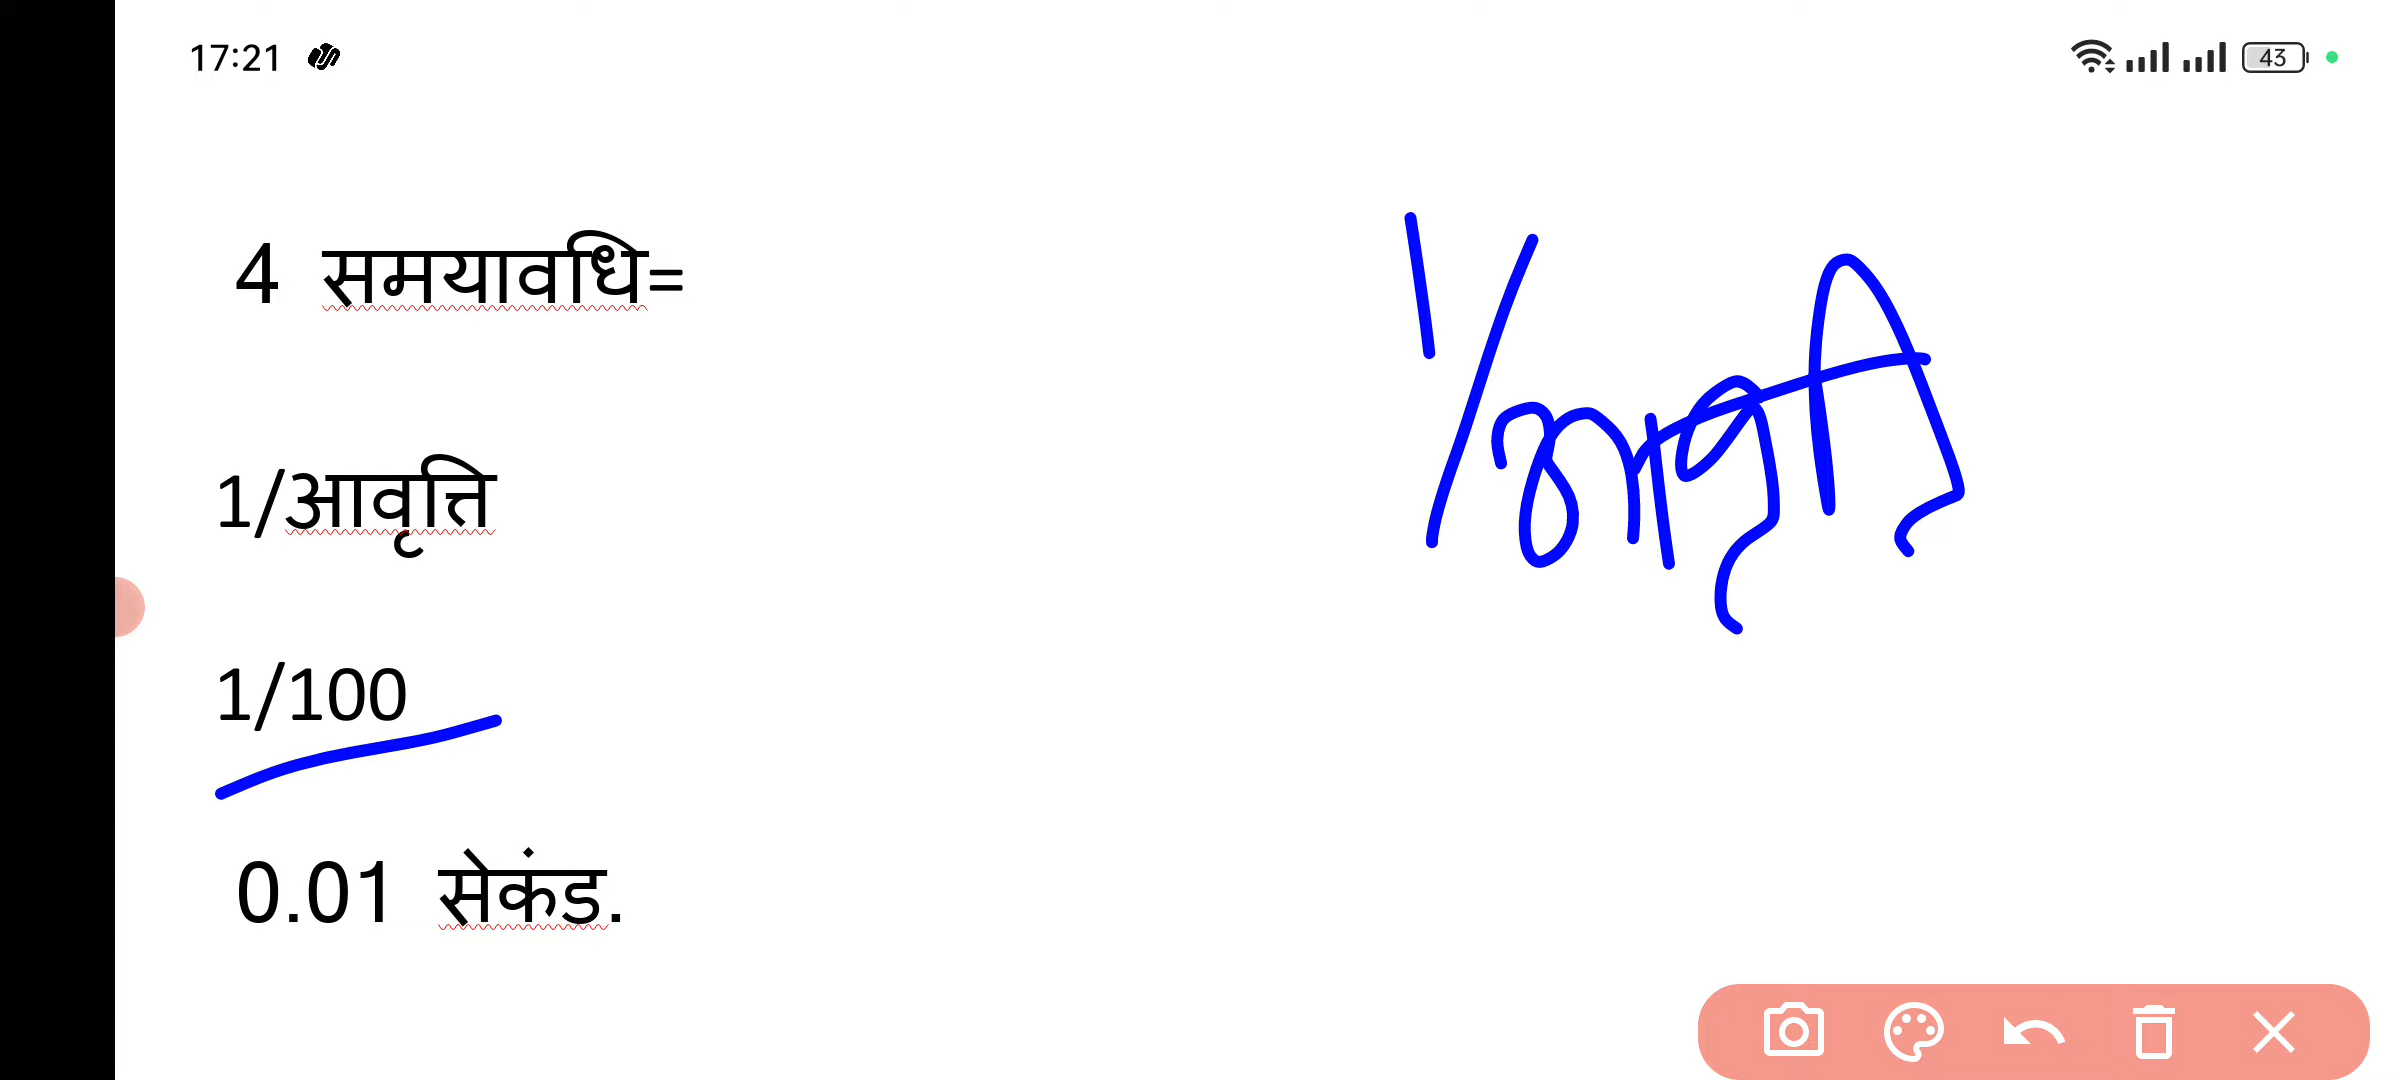 17:21
43
4 समयावधि=
1/आवृत्ति
1/100
0.01 सेकंड.
1/आवृत्ति